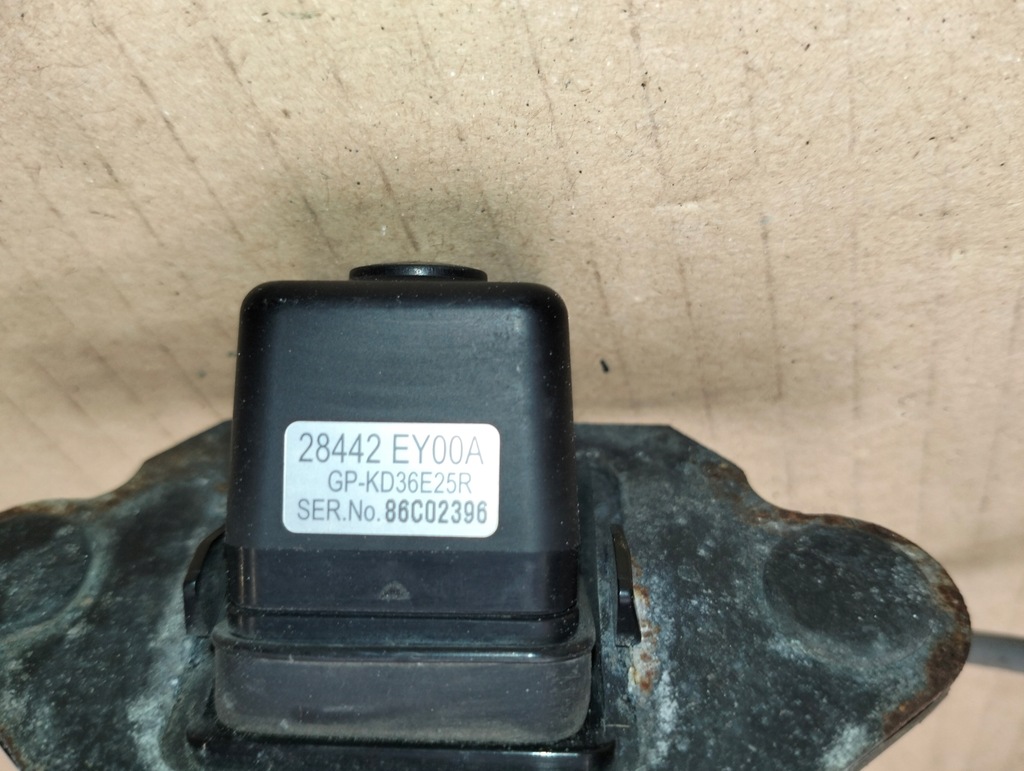 28442 EY00A
GP-KD36E25R
SER.No. 86C02396